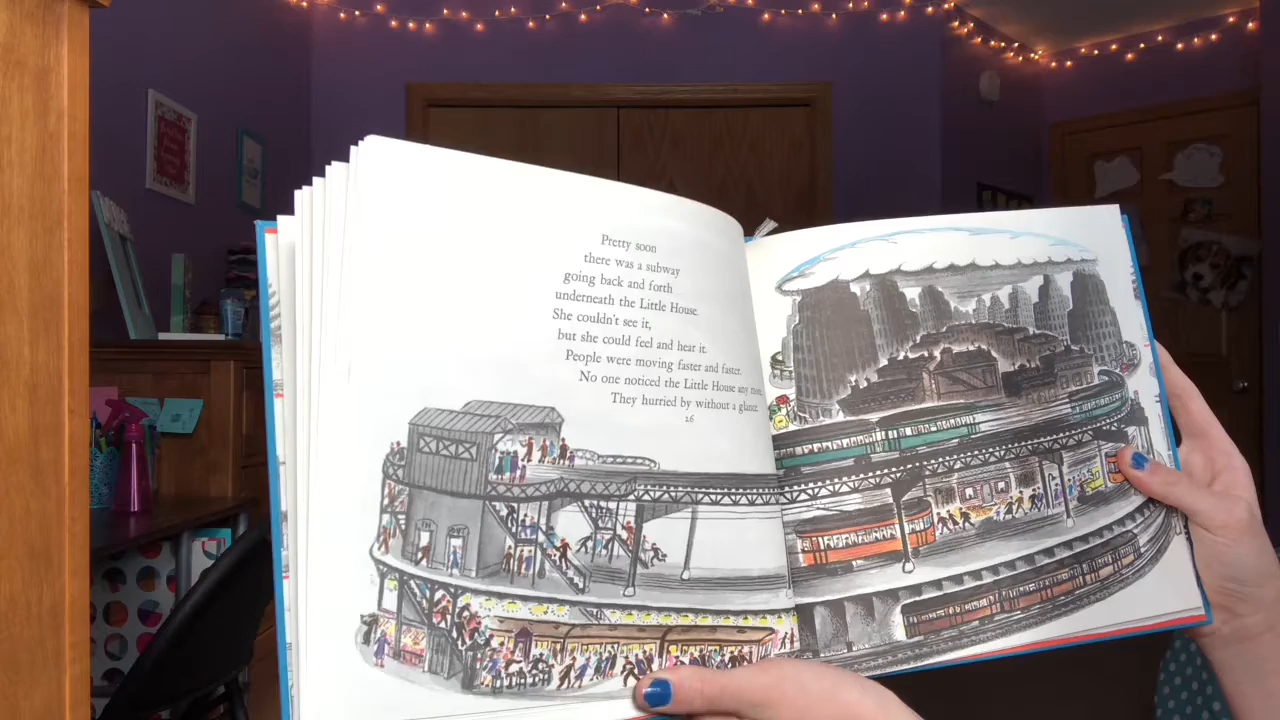 Pretty soon
there was a subway
going back and forth
underneath the Little House.
She couldn't see it,
but she could feel and hear it.
People were moving faster and faster.
No one noticed the Little House any more.
They hurried by without a glance.
26
IN
OUT